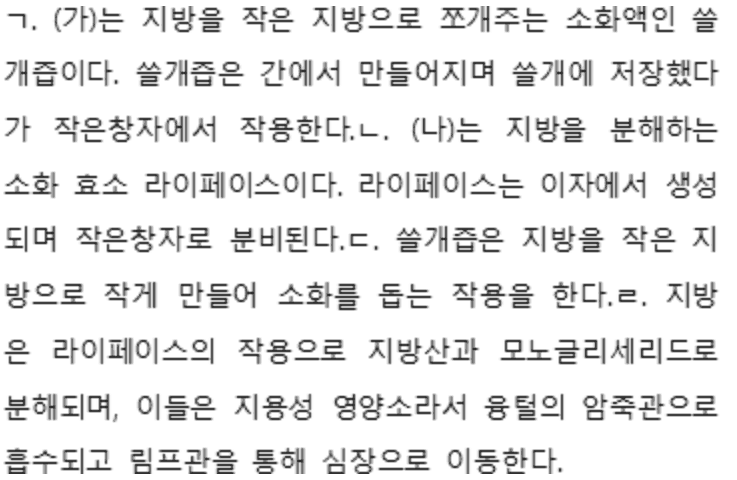 ㄱ. (가)는 지방을 작은 지방으로 쪼개주는 소화액인 쓸
개즙이다. 쓸개즙은 간에서 만들어지며 쓸개에 저장했다
가 작은창자에서 작용한다.ㄴ. (나)는 지방을 분해하는
소화 효소 라이페이스이다. 라이페이스는 이자에서 생성
되며 작은창자로 분비된다.ㄷ. 쓸개즙은 지방을 작은 지
방으로 작게 만들어 소화를 돕는 작용을 한다.ㄹ. 지방
은 라이페이스의 작용으로 지방산과 모노글리세리드로
분해되며, 이들은 지용성 영양소라서 융털의 암죽관으로
흡수되고 림프관을 통해 심장으로 이동한다.